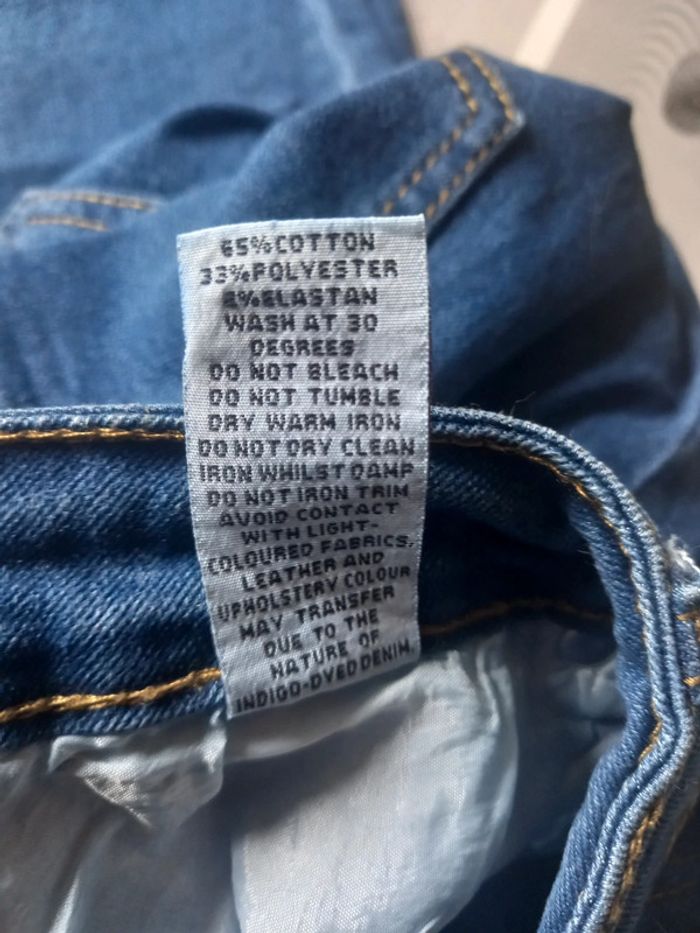 65%COTTON
33%POLYESTER
2%ELASTAN
WASH AT 30
DEGREES
DO NOT BLEACH
DO NOT TUMBLE
DRY WARM IRON
DO NOT DRY CLEAN
IRON WHILST DAMP
DO NOT IRON TRIM
AVOID CONTACT
WITH LIGHT-
COLOURED FABRICS,
LEATHER AND
UPHOLSTERY COLOUR
MAY TRANSFER
DUE TO THE
NATURE OF
INDIGO-DYED DENIM.